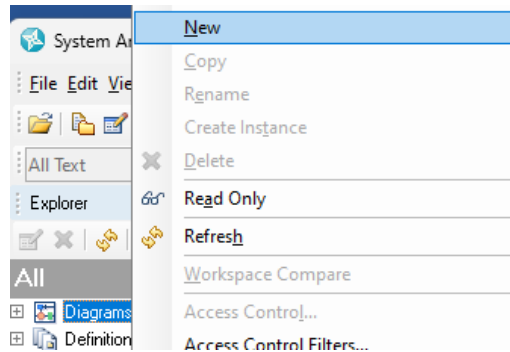 New
System Ar
Copy
File Edit Vie
Rename
Create Instance
All Text
Delete
Explorer
Read Only
Refresh
Workspace Compare
All
Diagrams
Access Control...
Definition
Access Control Filters...